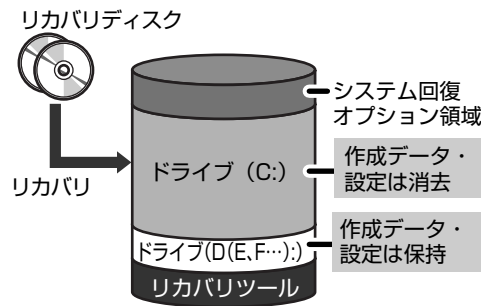 リカバリディスク
リカバリ
システム回復
オプション領域
ドライブ（C:）
作成データ・
設定は消去
ドライブ(D(E、F…):)
作成データ・
設定は保持
リカバリツール